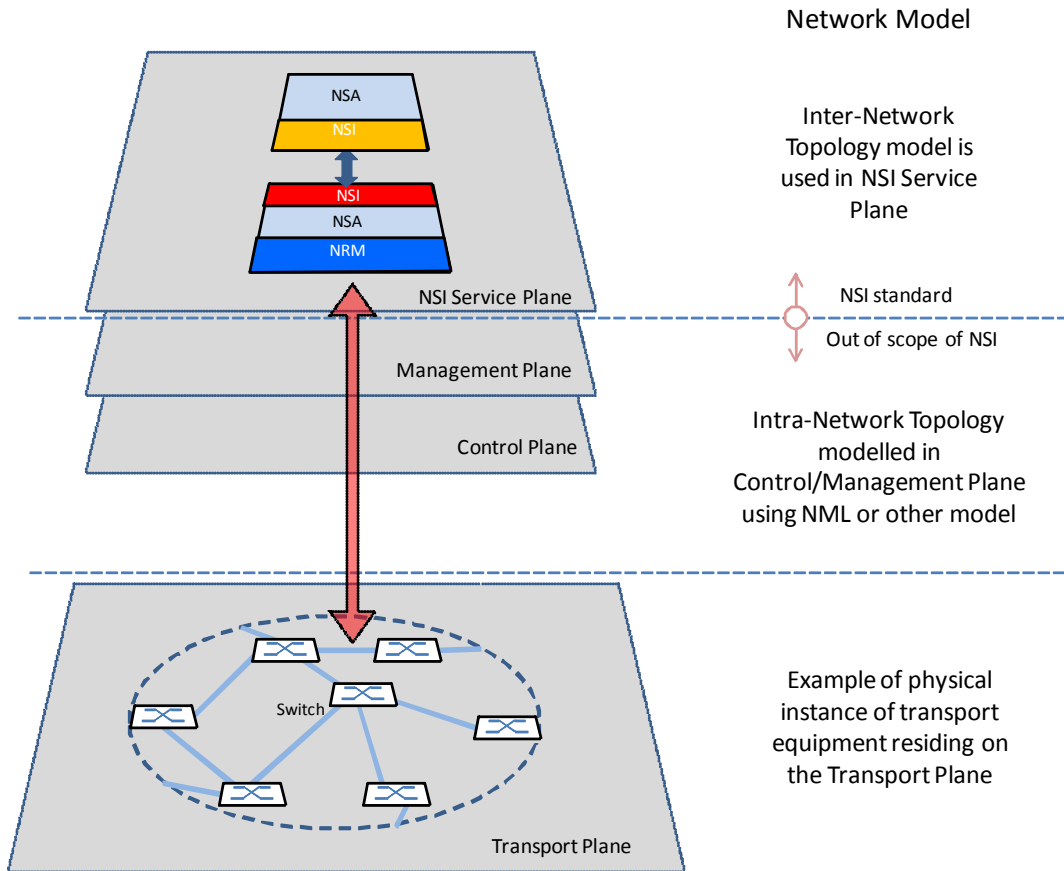 Network Model
NSA
NSI
NSI
NSA
NRM
NSI Service Plane
Inter-Network
Topology model is
used in NSI Service
Plane
NSI standard
Out of scope of NSI
Management Plane
Control Plane
Intra-Network Topology
modelled in
Control/Management Plane
using NML or other model
Switch
Transport Plane
Example of physical
instance of transport
equipment residing on
the Transport Plane